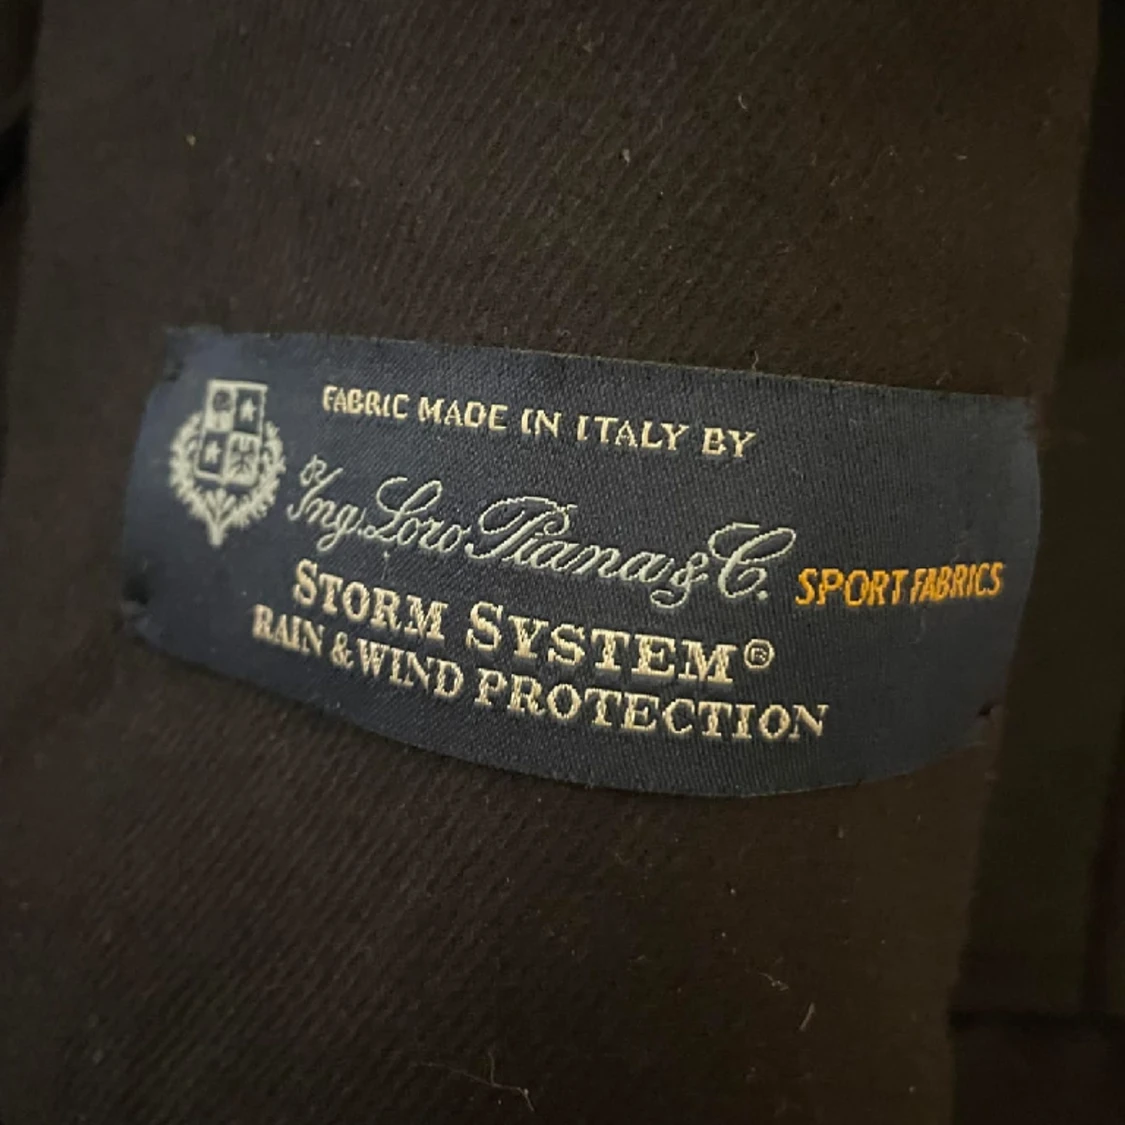 FABRIC MADE IN ITALY BY
Ing. Loro Piana & C. SPORT FABRICS
STORM SYSTEM®
RAIN & WIND PROTECTION